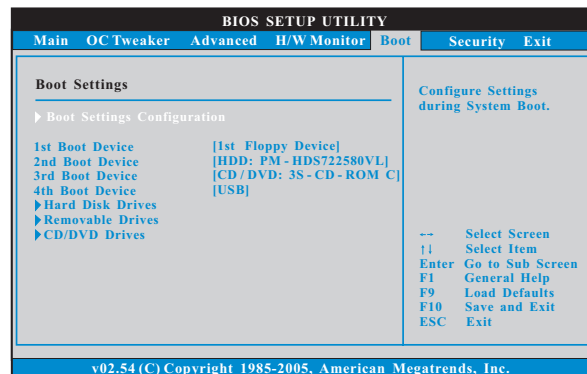 BIOS SETUP UTILITY
Main OC Tweaker Advanced H/W Monitor Boot Security Exit
Boot Settings
Boot Settings Configuration
1st Boot Device [1st Floppy Device]
2nd Boot Device [HDD: PM - HDS722580VL]
3rd Boot Device [CD / DVD: 3S - CD - ROM C]
4th Boot Device [USB]
Hard Disk Drives
Removable Drives
CD/DVD Drives
Configure Settings
during System Boot.
←→ Select Screen
↑↓ Select Item
Enter Go to Sub Screen
F1 General Help
F9 Load Defaults
F10 Save and Exit
ESC Exit
v02.54 (C) Copyright 1985-2005, American Megatrends, Inc.